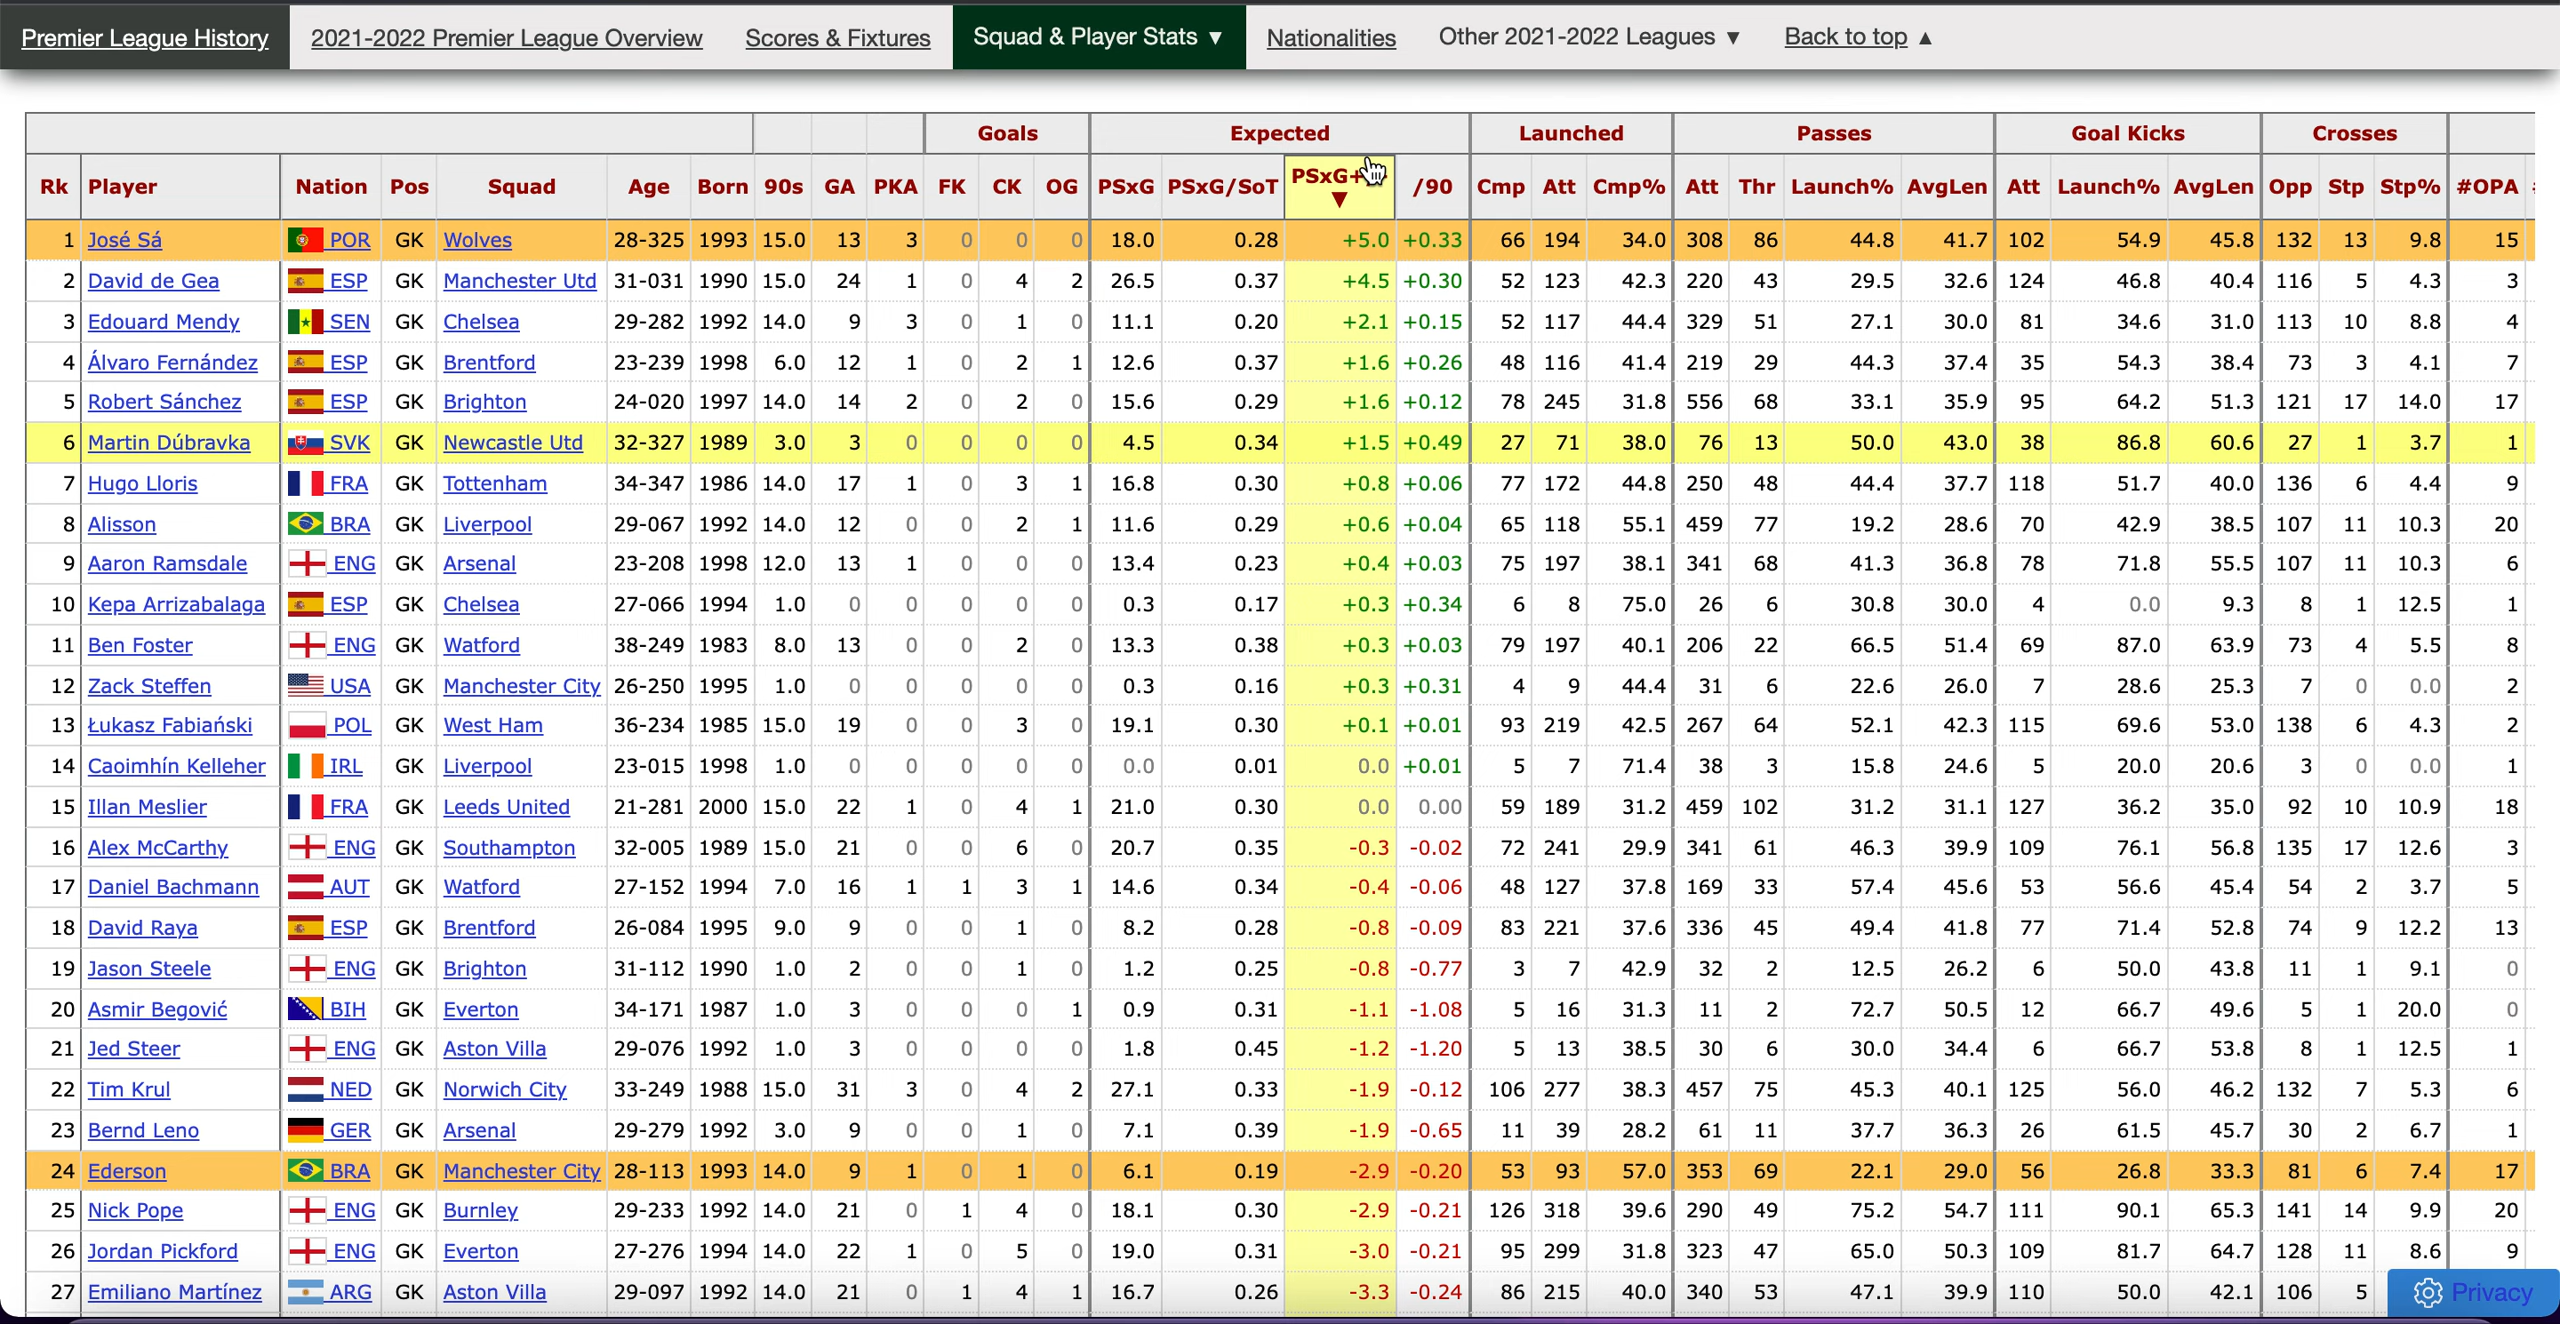 Premier League History 2021-2022 Premier League Overview Scores & Fixtures Squad & Player Stats ▼ Nationalities Other 2021-2022 Leagues ▼ Back to top ▲
Goals Expected Launched Passes Goal Kicks Crosses
Rk Player Nation Pos Squad Age Born 90s GA PKA FK CK OG PSxG PSxG/SoT PSxG+ ▼ /90 Cmp Att Cmp% Att Thr Launch% AvgLen Att Launch% AvgLen Opp Stp Stp% #OPA
1 José Sá POR GK Wolves 28-325 1993 15.0 13 3 0 0 0 18.0 0.28 +5.0 +0.33 66 194 34.0 308 86 44.8 41.7 102 54.9 45.8 132 13 9.8 15
2 David de Gea ESP GK Manchester Utd 31-031 1990 15.0 24 1 0 4 2 26.5 0.37 +4.5 +0.30 52 123 42.3 220 43 29.5 32.6 124 46.8 40.4 116 5 4.3 3
3 Edouard Mendy SEN GK Chelsea 29-282 1992 14.0 9 3 0 1 0 11.1 0.20 +2.1 +0.15 52 117 44.4 329 51 27.1 30.0 81 34.6 31.0 113 10 8.8 4
4 Álvaro Fernández ESP GK Brentford 23-239 1998 6.0 12 1 0 2 1 12.6 0.37 +1.6 +0.26 48 116 41.4 219 29 44.3 37.4 35 54.3 38.4 73 3 4.1 7
5 Robert Sánchez ESP GK Brighton 24-020 1997 14.0 14 2 0 2 0 15.6 0.29 +1.6 +0.12 78 245 31.8 556 68 33.1 35.9 95 64.2 51.3 121 17 14.0 17
6 Martin Dúbravka SVK GK Newcastle Utd 32-327 1989 3.0 3 0 0 0 0 4.5 0.34 +1.5 +0.49 27 71 38.0 76 13 50.0 43.0 38 86.8 60.6 27 1 3.7 1
7 Hugo Lloris FRA GK Tottenham 34-347 1986 14.0 17 1 0 3 1 16.8 0.30 +0.8 +0.06 77 172 44.8 250 48 44.4 37.7 118 51.7 40.0 136 6 4.4 9
8 Alisson BRA GK Liverpool 29-067 1992 14.0 12 0 0 2 1 11.6 0.29 +0.6 +0.04 65 118 55.1 459 77 19.2 28.6 70 42.9 38.5 107 11 10.3 20
9 Aaron Ramsdale ENG GK Arsenal 23-208 1998 12.0 13 1 0 0 0 13.4 0.23 +0.4 +0.03 75 197 38.1 341 68 41.3 36.8 78 71.8 55.5 107 11 10.3 6
10 Kepa Arrizabalaga ESP GK Chelsea 27-066 1994 1.0 0 0 0 0 0 0.3 0.17 +0.3 +0.34 6 8 75.0 26 6 30.8 30.0 4 0.0 9.3 8 1 12.5 1
11 Ben Foster ENG GK Watford 38-249 1983 8.0 13 0 0 2 0 13.3 0.38 +0.3 +0.03 79 197 40.1 206 22 66.5 51.4 69 87.0 63.9 73 4 5.5 8
12 Zack Steffen USA GK Manchester City 26-250 1995 1.0 0 0 0 0 0 0.3 0.16 +0.3 +0.31 4 9 44.4 31 6 22.6 26.0 7 28.6 25.3 7 0 0.0 2
13 Łukasz Fabiański POL GK West Ham 36-234 1985 15.0 19 0 0 3 0 19.1 0.30 +0.1 +0.01 93 219 42.5 267 64 52.1 42.3 115 69.6 53.0 138 6 4.3 2
14 Caoimhín Kelleher IRL GK Liverpool 23-015 1998 1.0 0 0 0 0 0 0.0 0.01 0.0 +0.01 5 7 71.4 38 3 15.8 24.6 5 20.0 20.6 3 0 0.0 1
15 Illan Meslier FRA GK Leeds United 21-281 2000 15.0 22 1 0 4 1 21.0 0.30 0.0 0.00 59 189 31.2 459 102 31.2 31.1 127 36.2 35.0 92 10 10.9 18
16 Alex McCarthy ENG GK Southampton 32-005 1989 15.0 21 0 0 6 0 20.7 0.35 -0.3 -0.02 72 241 29.9 341 61 46.3 39.9 109 76.1 56.8 135 17 12.6 3
17 Daniel Bachmann AUT GK Watford 27-152 1994 7.0 16 1 1 3 1 14.6 0.34 -0.4 -0.06 48 127 37.8 169 33 57.4 45.6 53 56.6 45.4 54 2 3.7 5
18 David Raya ESP GK Brentford 26-084 1995 9.0 9 0 0 1 0 8.2 0.28 -0.8 -0.09 83 221 37.6 336 45 49.4 41.8 77 71.4 52.8 74 9 12.2 13
19 Jason Steele ENG GK Brighton 31-112 1990 1.0 2 0 0 1 0 1.2 0.25 -0.8 -0.77 3 7 42.9 32 2 12.5 26.2 6 50.0 43.8 11 1 9.1 0
20 Asmir Begović BIH GK Everton 34-171 1987 1.0 3 0 0 0 1 0.9 0.31 -1.1 -1.08 5 16 31.3 11 2 72.7 50.5 12 66.7 49.6 5 1 20.0 0
21 Jed Steer ENG GK Aston Villa 29-076 1992 1.0 3 0 0 0 0 1.8 0.45 -1.2 -1.20 5 13 38.5 30 6 30.0 34.4 6 66.7 53.8 8 1 12.5 1
22 Tim Krul NED GK Norwich City 33-249 1988 15.0 31 3 0 4 2 27.1 0.33 -1.9 -0.12 106 277 38.3 457 75 45.3 40.1 125 56.0 46.2 132 7 5.3 6
23 Bernd Leno GER GK Arsenal 29-279 1992 3.0 9 0 0 1 0 7.1 0.39 -1.9 -0.65 11 39 28.2 61 11 37.7 36.3 26 61.5 45.7 30 2 6.7 1
24 Ederson BRA GK Manchester City 28-113 1993 14.0 9 1 0 1 0 6.1 0.19 -2.9 -0.20 53 93 57.0 353 69 22.1 29.0 56 26.8 33.3 81 6 7.4 17
25 Nick Pope ENG GK Burnley 29-233 1992 14.0 21 0 1 4 0 18.1 0.30 -2.9 -0.21 126 318 39.6 290 49 75.2 54.7 111 90.1 65.3 141 14 9.9 20
26 Jordan Pickford ENG GK Everton 27-276 1994 14.0 22 1 0 5 0 19.0 0.31 -3.0 -0.21 95 299 31.8 323 47 65.0 50.3 109 81.7 64.7 128 11 8.6 9
27 Emiliano Martínez ARG GK Aston Villa 29-097 1992 14.0 21 0 1 4 1 16.7 0.26 -3.3 -0.24 86 215 40.0 340 53 47.1 39.9 110 50.0 42.1 106 5
Privacy